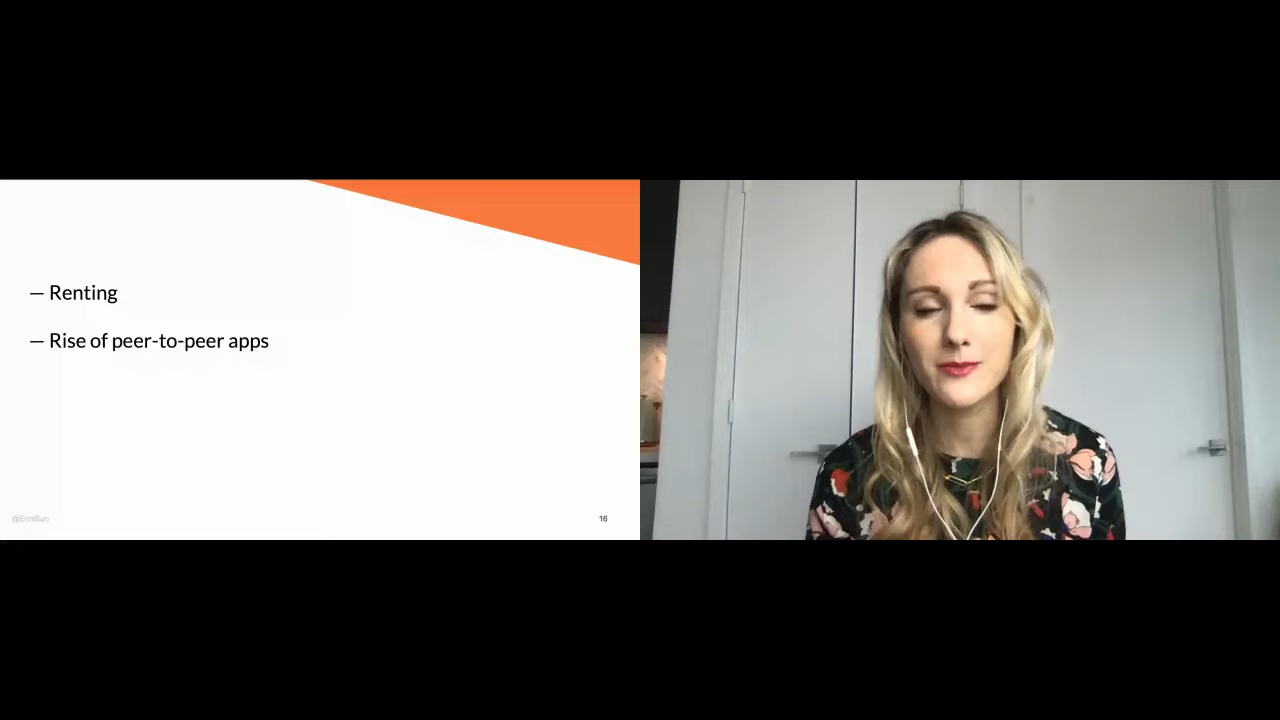 — Renting
— Rise of peer-to-peer apps
16